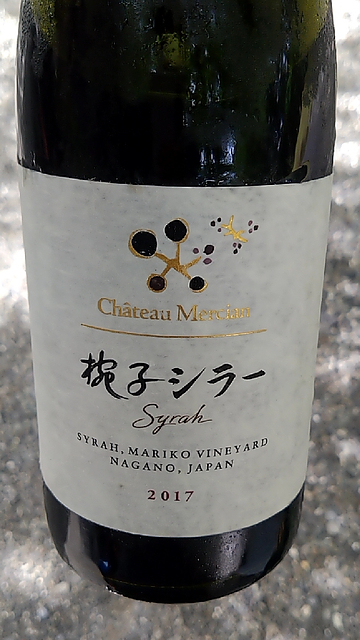 Château Mercian
椀子シラー
Syrah
SYRAH, MARIKO VINEYARD
NAGANO, JAPAN
2017